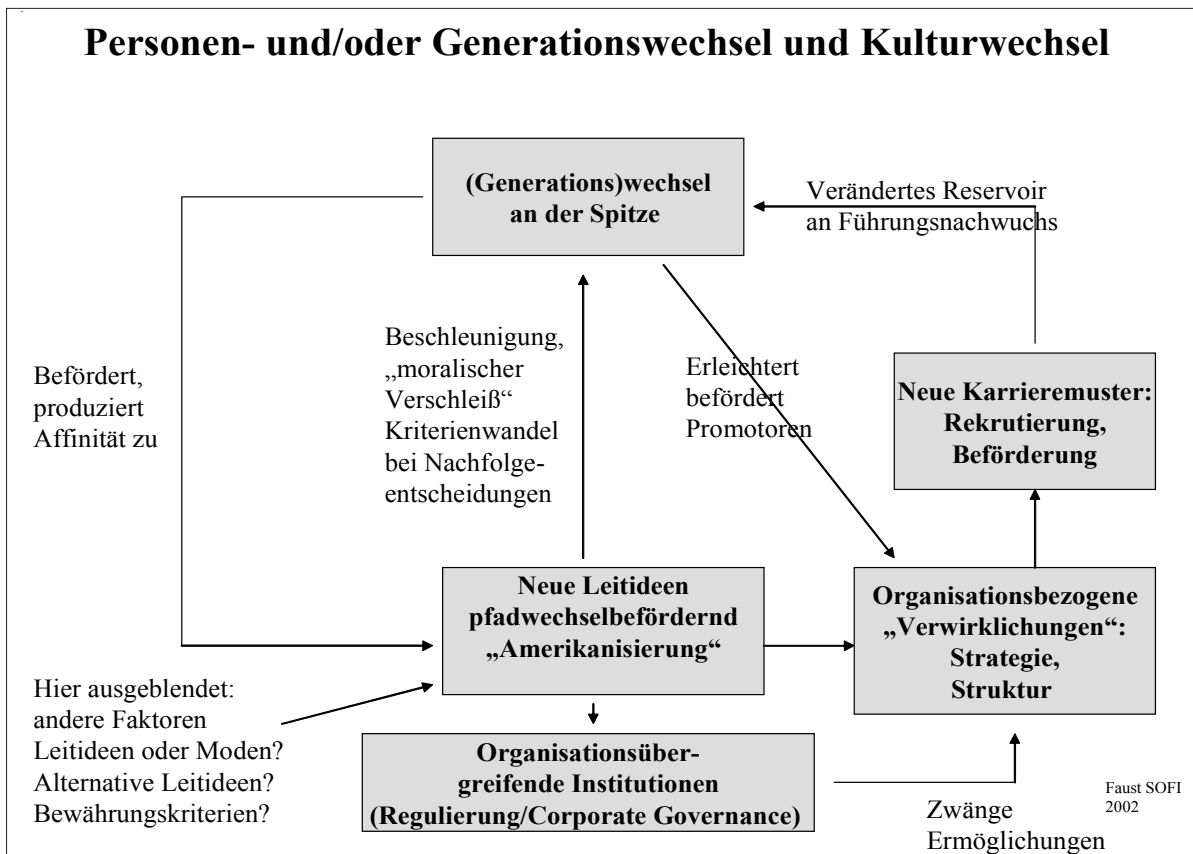 Personen- und/oder Generationswechsel und Kulturwechsel
(Generations)wechsel
an der Spitze
Verändertes Reservoir
an Führungsnachwuchs
Befördert,
produziert
Affinität zu
Beschleunigung,
„moralischer
Verschleiß“
Kriterienwandel
bei Nachfolge-
entscheidungen
Erleichtert
befördert
Promotoren
Neue Karrieremuster:
Rekrutierung,
Beförderung
Neue Leitideen
pfadwechselbefördernd
„Amerikanisierung“
Organisationsbezogene
„Verwirklichungen“:
Strategie,
Struktur
Hier ausgeblendet:
andere Faktoren
Leitideen oder Moden?
Alternative Leitideen?
Bewährungskriterien?
Organisationsüber-
greifende Institutionen
(Regulierung/Corporate Governance)
Zwänge
Ermöglichungen
Faust SOFI
2002